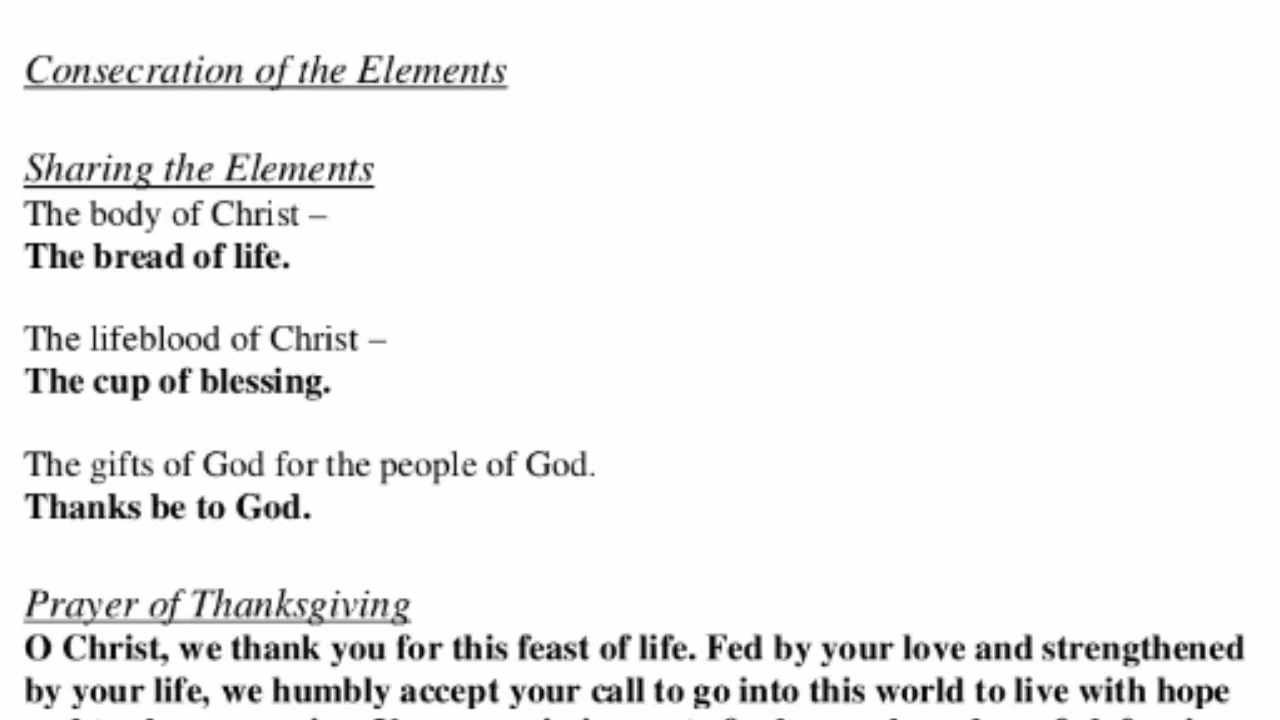 Consecration of the Elements
Sharing the Elements
The body of Christ –
The bread of life.
The lifeblood of Christ –
The cup of blessing.
The gifts of God for the people of God.
Thanks be to God.
Prayer of Thanksgiving
O Christ, we thank you for this feast of life. Fed by your love and strengthened
by your life, we humbly accept your call to go into this world to live with hope